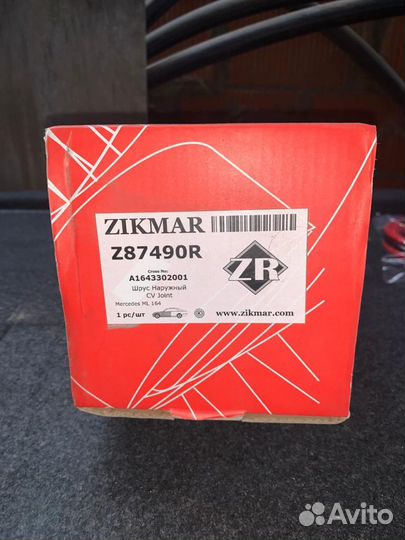 ZIKMAR
Z87490R
Cross No:
A1643302001
Шрус Наружный
CV Joint
Mercedes ML 164
1 pc/шт
ZR
www.zikmar.com
Avito